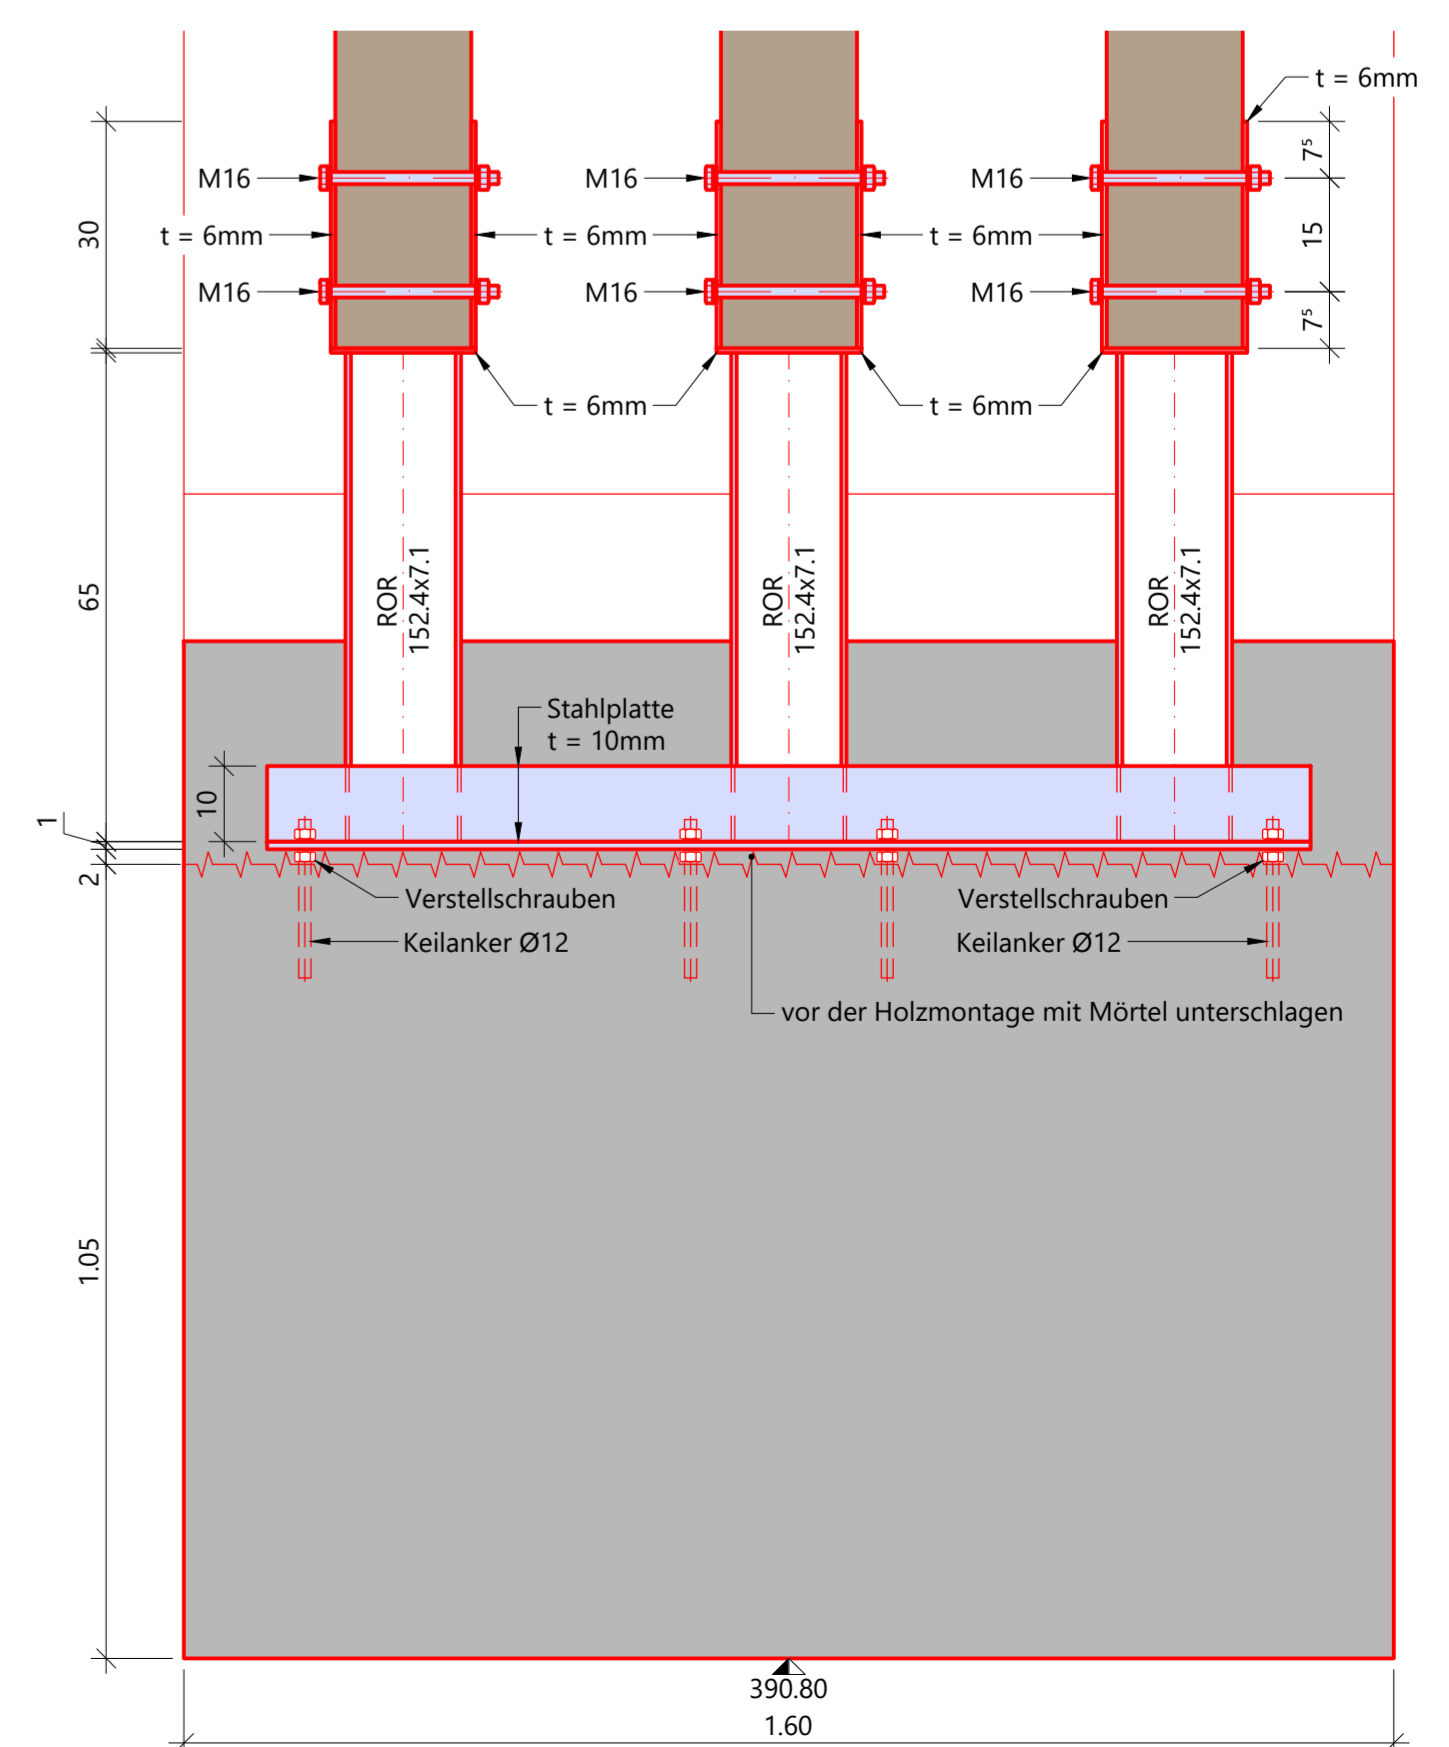 t = 6mm
7⁵
M16
M16
M16
30
t = 6mm
t = 6mm
t = 6mm
15
M16
M16
M16
7⁵
t = 6mm
t = 6mm
65
ROR
152.4x7.1
ROR
152.4x7.1
ROR
152.4x7.1
Stahlplatte
t = 10mm
10
1
2
Verstellschrauben
Verstellschrauben
Keilanker Ø12
Keilanker Ø12
vor der Holzmontage mit Mörtel unterschlagen
1.05
390.80
1.60